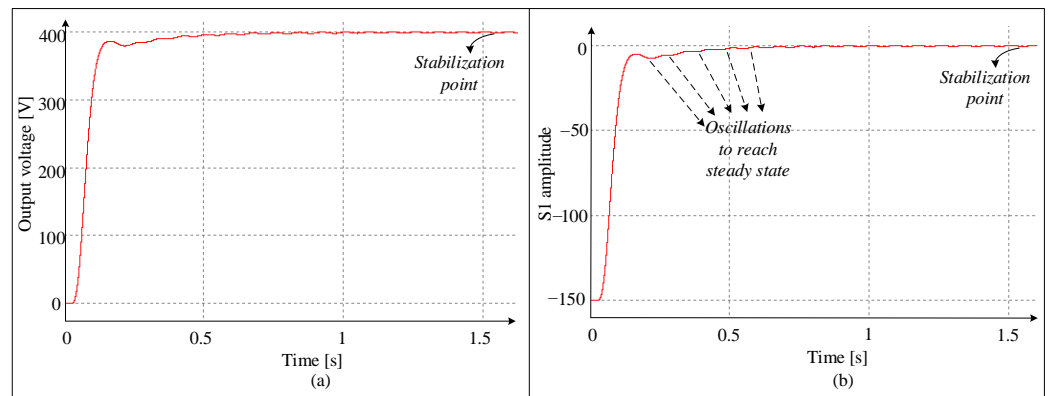 Output voltage [V]
400
300
200
100
0
0
0.5
1
1.5
Time [s]
(a)
Stabilization
point
S1 amplitude
0
−50
−100
−150
0
0.5
1
1.5
Time [s]
(b)
Oscillations
to reach
steady state
Stabilization
point